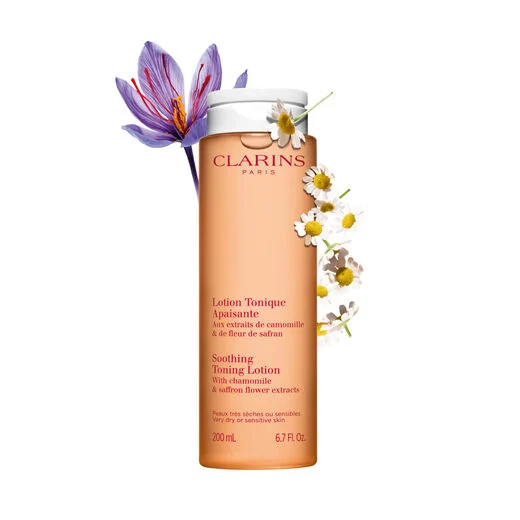 CLARINS
PARIS
Lotion Tonique
Apaisante
Aux extraits de camomille
& de fleur de safran
Soothing
Toning Lotion
With chamomile
& saffron flower extracts
Peaux très sèches ou sensibles
Very dry or sensitive skin
200 mL 6.7 Fl. Oz.